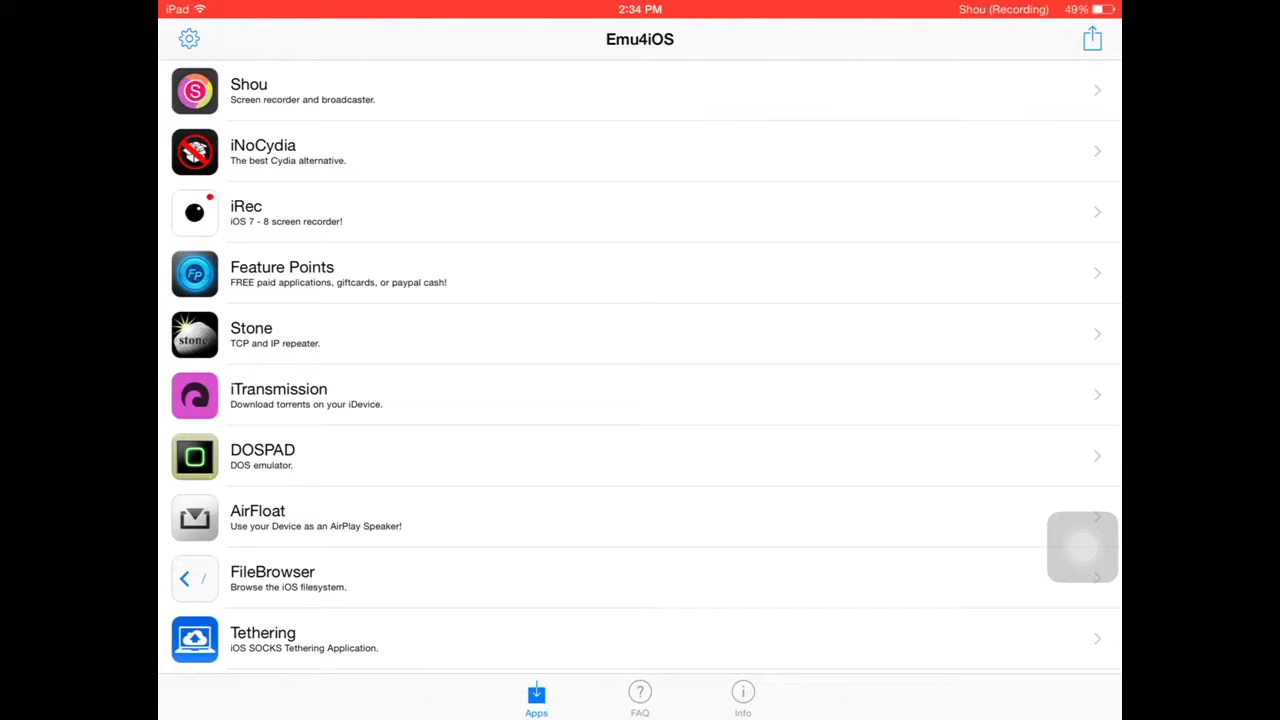 iPad 2:34 PM Shou (Recording) 49%
Emu4iOS
S
Shou
Screen recorder and broadcaster.
iNoCydia
The best Cydia alternative.
iRec
iOS 7 - 8 screen recorder!
FP
Feature Points
FREE paid applications, giftcards, or paypal cash!
stone
Stone
TCP and IP repeater.
iTransmission
Download torrents on your iDevice.
DOSPAD
DOS emulator.
AirFloat
Use your Device as an AirPlay Speaker!
/
FileBrowser
Browse the iOS filesystem.
Tethering
iOS SOCKS Tethering Application.
Apps ? FAQ i Info